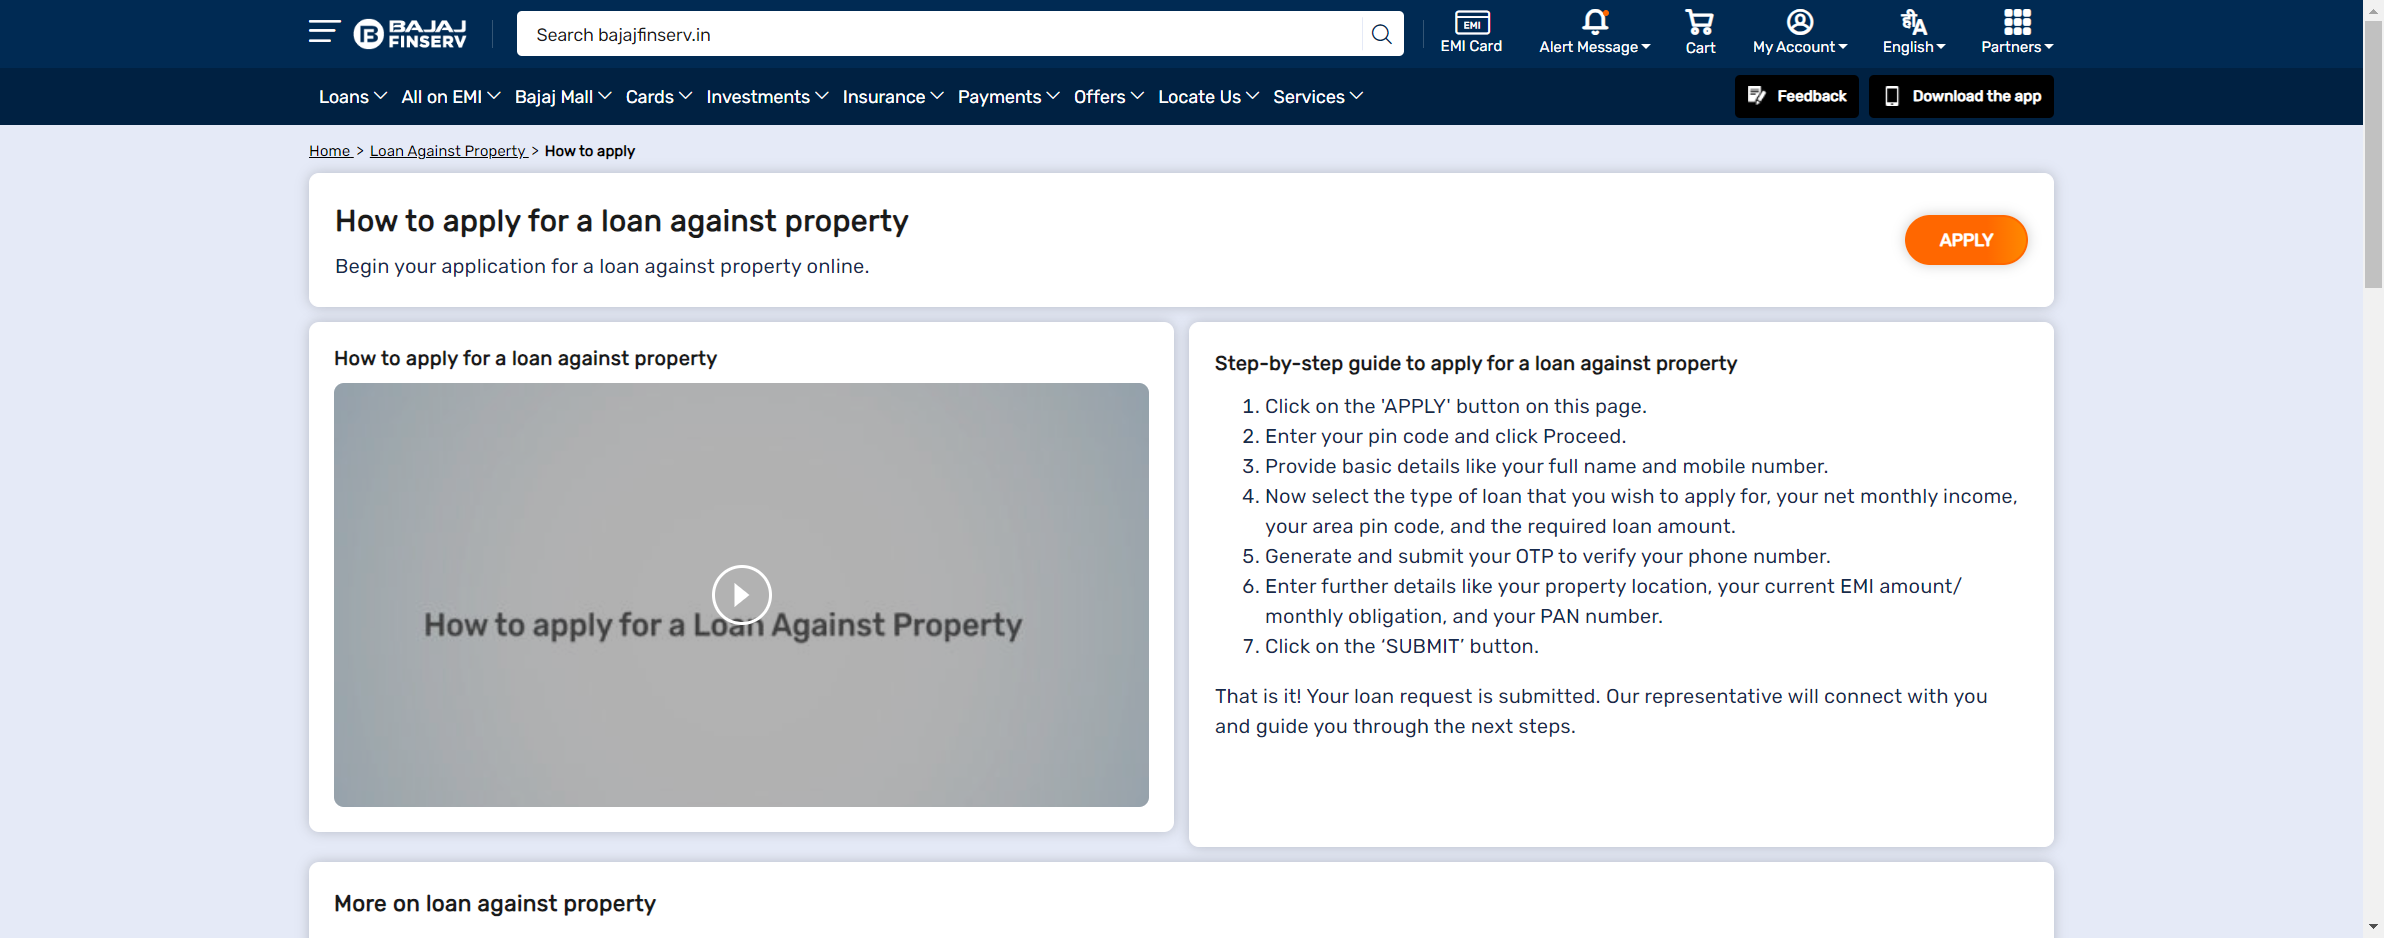 BAJAJ
FINSERV
Search bajajfinserv.in
EMI
EMI Card
Alert Message
Cart
My Account
हीA
English
Partners
Loans All on EMI Bajaj Mall Cards Investments Insurance Payments Offers Locate Us Services
Feedback
Download the app
Home > Loan Against Property > How to apply
How to apply for a loan against property
Begin your application for a loan against property online.
APPLY
How to apply for a loan against property
How to apply for a Loan Against Property
Step-by-step guide to apply for a loan against property
1. Click on the 'APPLY' button on this page.
2. Enter your pin code and click Proceed.
3. Provide basic details like your full name and mobile number.
4. Now select the type of loan that you wish to apply for, your net monthly income,
your area pin code, and the required loan amount.
5. Generate and submit your OTP to verify your phone number.
6. Enter further details like your property location, your current EMI amount/
monthly obligation, and your PAN number.
7. Click on the ‘SUBMIT’ button.
That is it! Your loan request is submitted. Our representative will connect with you
and guide you through the next steps.
More on loan against property